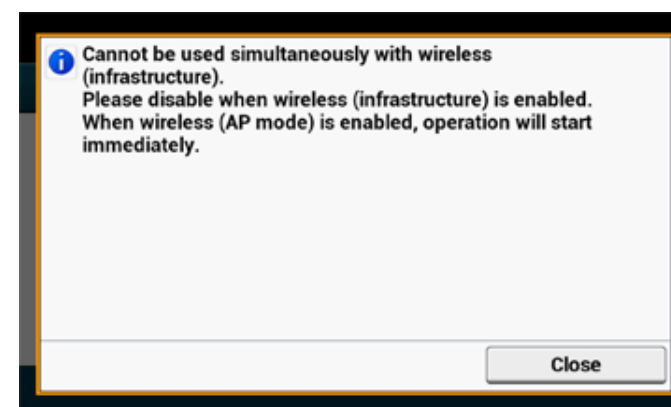 Cannot be used simultaneously with wireless
(infrastructure).
Please disable when wireless (infrastructure) is enabled.
When wireless (AP mode) is enabled, operation will start
immediately.
Close